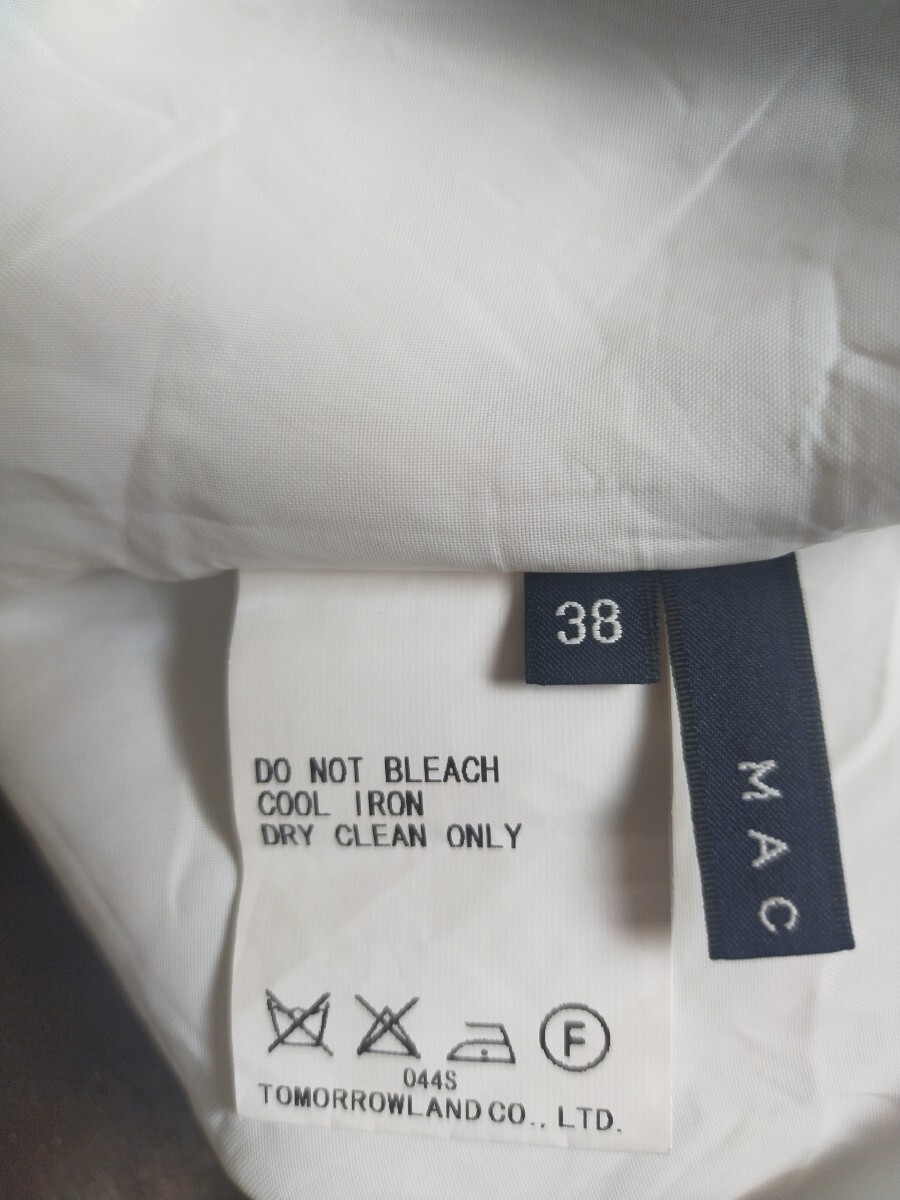 38
MAC
DO NOT BLEACH
COOL IRON
DRY CLEAN ONLY
F
044S
TOMORROWLAND CO., LTD.